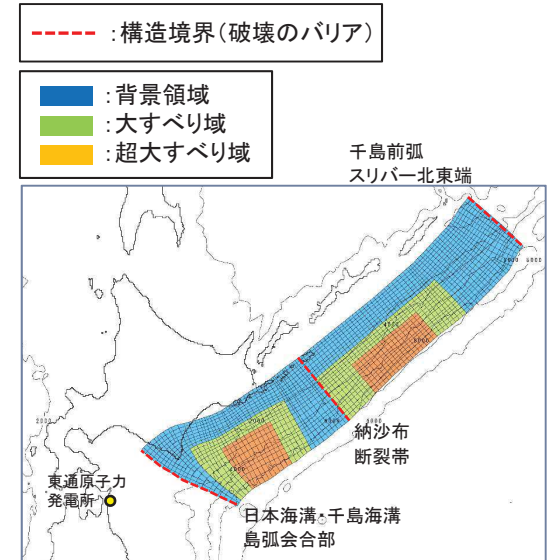 ：構造境界（破壊のバリア）
：背景領域
：大すべり域
：超大すべり域
千島前弧
スリバー北東端
納沙布
断裂帯
東通原子力
発電所
日本海溝・千島海溝
島弧会合部